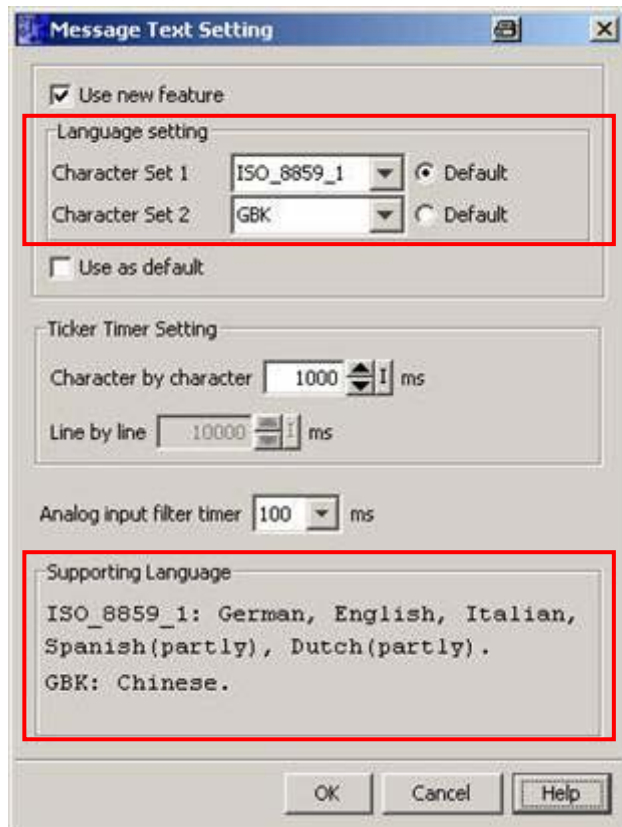 Message Text Setting
Use new feature
Language setting
Character Set 1 ISO_8859_1 Default
Character Set 2 GBK Default
Use as default
Ticker Timer Setting
Character by character 1000 ms
Line by line 10000 ms
Analog input filter timer 100 ms
Supporting Language
ISO_8859_1: German, English, Italian,
Spanish(partly), Dutch(partly).
GBK: Chinese.
OK Cancel Help